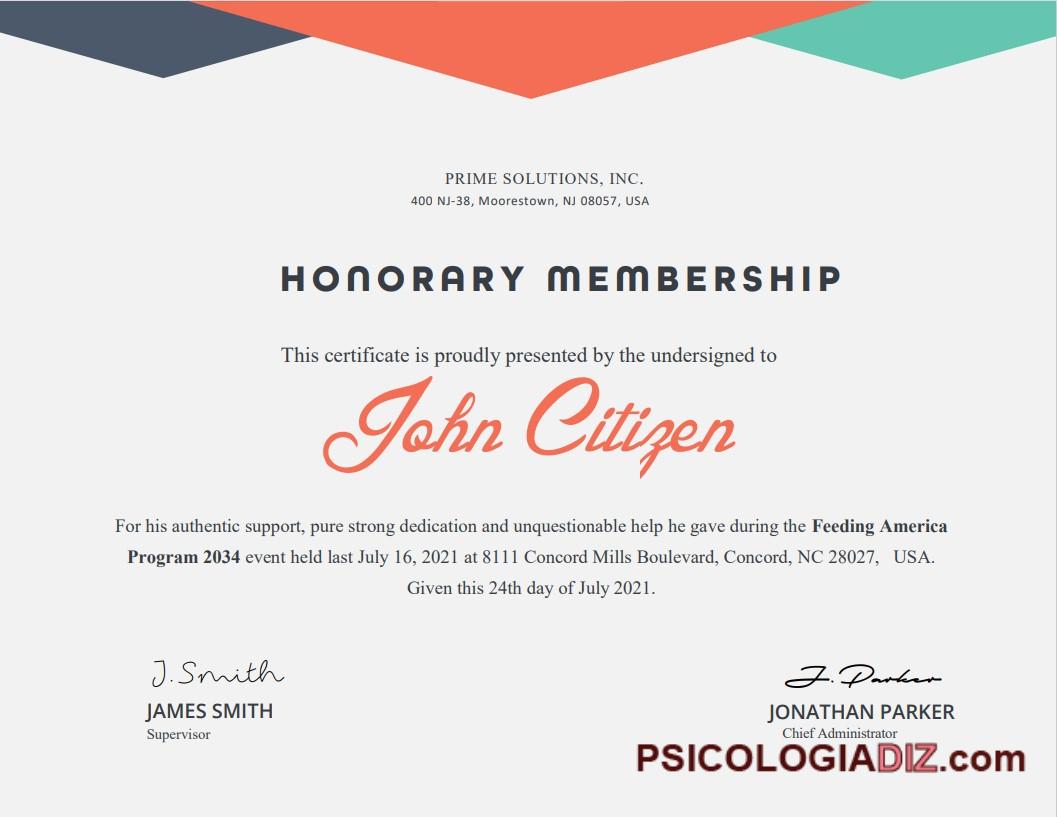 PRIME SOLUTIONS, INC.
400 NJ-38, Moorestown, NJ 08057, USA
HONORARY MEMBERSHIP
This certificate is proudly presented by the undersigned to
John Citizen
For his authentic support, pure strong dedication and unquestionable help he gave during the Feeding America
Program 2034 event held last July 16, 2021 at 8111 Concord Mills Boulevard, Concord, NC 28027, USA.
Given this 24th day of July 2021.
J. Smith
JAMES SMITH
Supervisor
J. Parker
JONATHAN PARKER
Chief Administrator
PSICOLOGIADIZ.com